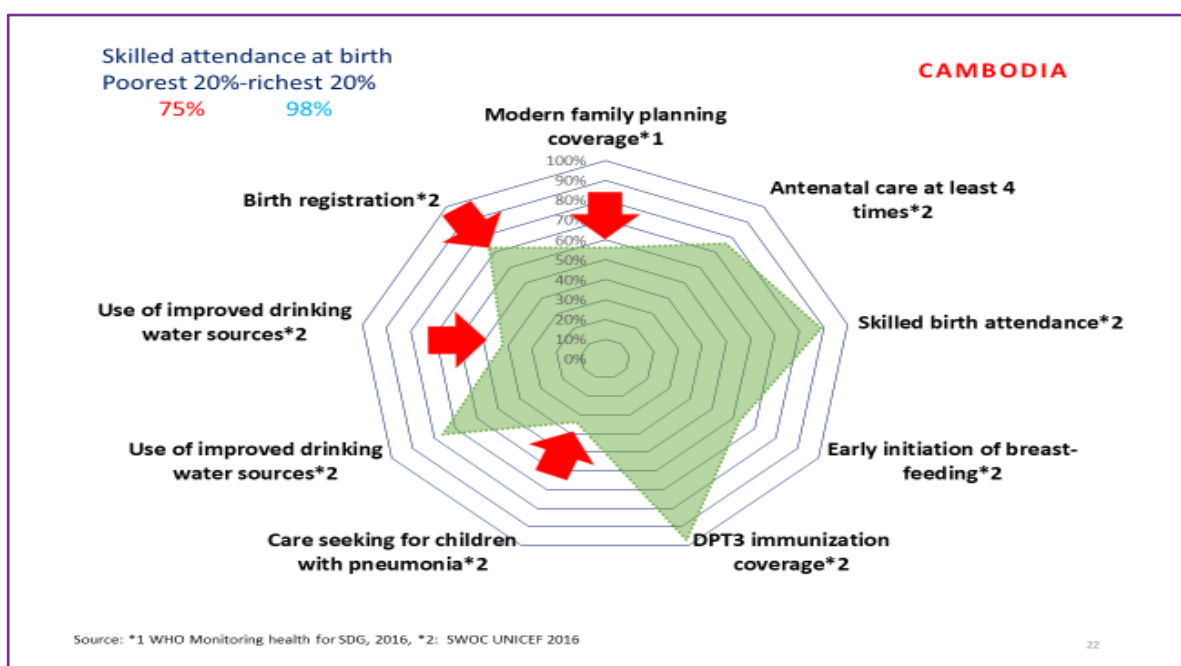 Skilled attendance at birth
Poorest 20%-richest 20%
75% 98%
CAMBODIA
Modern family planning
coverage*1
100%
90%
80%
70%
60%
50%
40%
30%
20%
10%
0%
Antenatal care at least 4
times*2
Skilled birth attendance*2
Early initiation of breast-
feeding*2
DPT3 immunization
coverage*2
Care seeking for children
with pneumonia*2
Use of improved drinking
water sources*2
Use of improved drinking
water sources*2
Birth registration*2
Source: *1 WHO Monitoring health for SDG, 2016, *2: SWOC UNICEF 2016
22